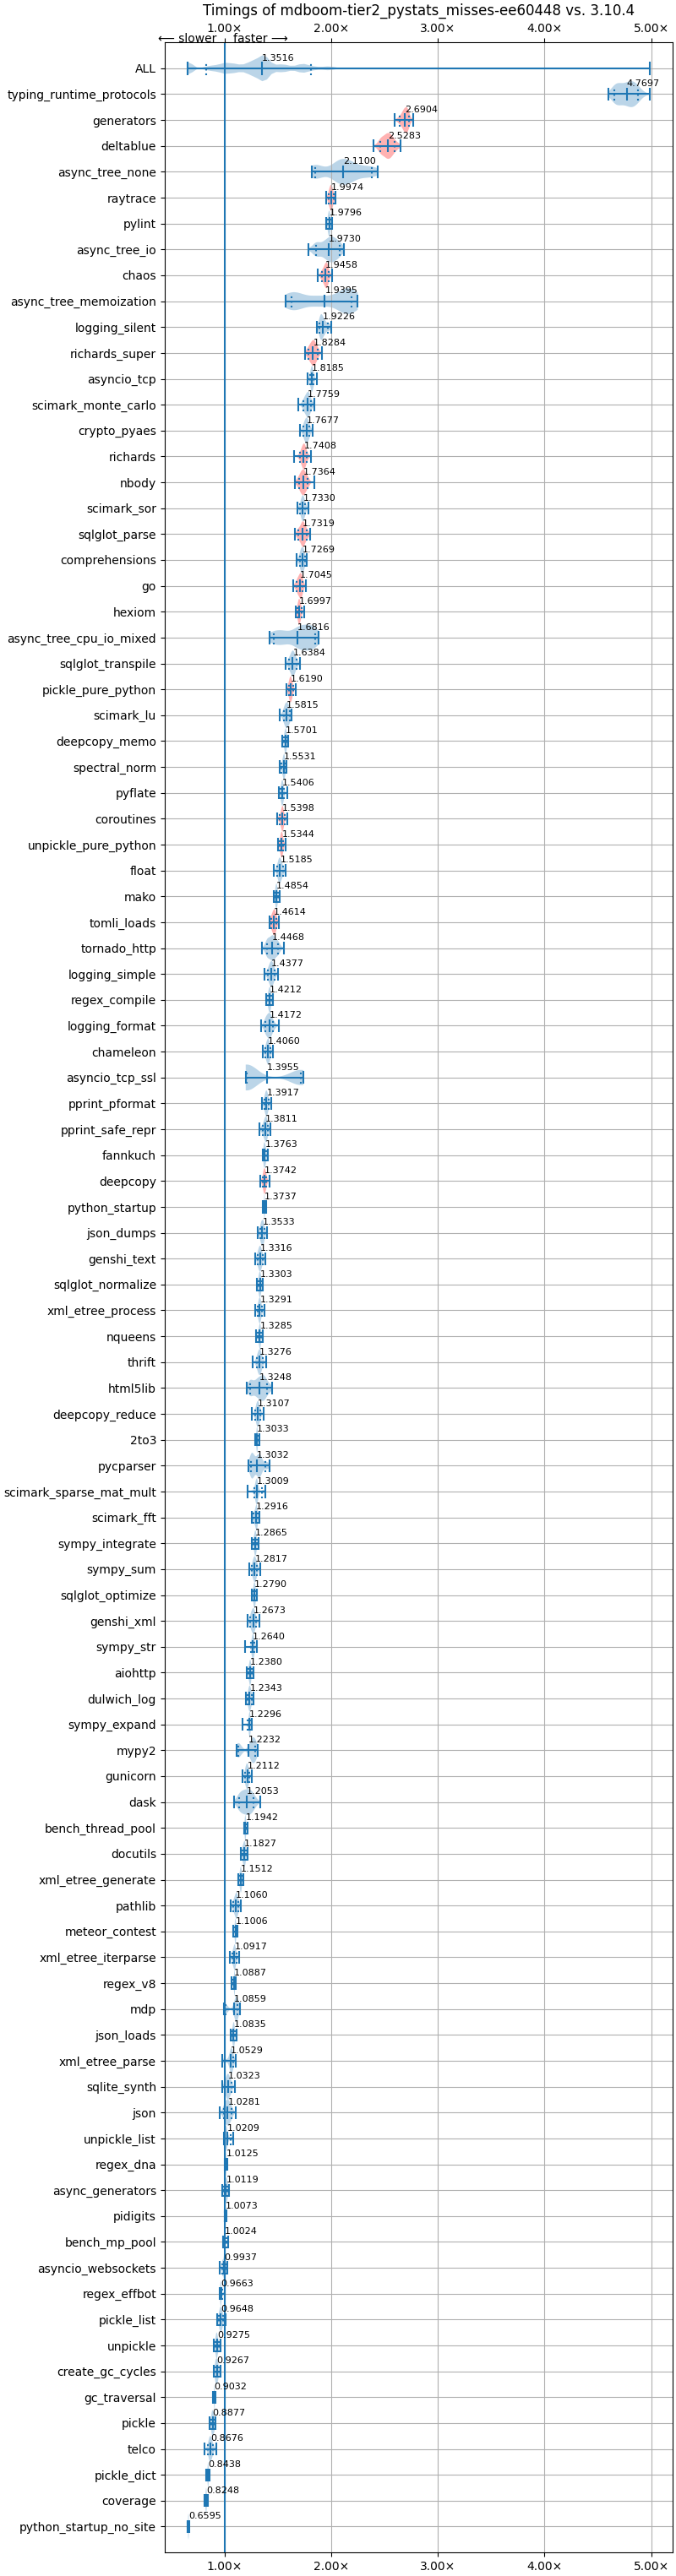 Timings of mdboom-tier2_pystats_misses-ee60448 vs. 3.10.4
⟵ slower faster ⟶
1.00× 2.00× 3.00× 4.00× 5.00×
ALL 1.3516
typing_runtime_protocols 4.7697
generators 2.6904
deltablue 2.5283
async_tree_none 2.1100
raytrace 1.9974
pylint 1.9796
async_tree_io 1.9730
chaos 1.9458
async_tree_memoization 1.9395
logging_silent 1.9226
richards_super 1.8284
asyncio_tcp 1.8185
scimark_monte_carlo 1.7759
crypto_pyaes 1.7677
richards 1.7408
nbody 1.7364
scimark_sor 1.7330
sqlglot_parse 1.7319
comprehensions 1.7269
go 1.7045
hexiom 1.6997
async_tree_cpu_io_mixed 1.6816
sqlglot_transpile 1.6384
pickle_pure_python 1.6190
scimark_lu 1.5815
deepcopy_memo 1.5701
spectral_norm 1.5531
pyflate 1.5406
coroutines 1.5398
unpickle_pure_python 1.5344
float 1.5185
mako 1.4854
tomli_loads 1.4614
tornado_http 1.4468
logging_simple 1.4377
regex_compile 1.4212
logging_format 1.4172
chameleon 1.4060
asyncio_tcp_ssl 1.3955
pprint_pformat 1.3917
pprint_safe_repr 1.3811
fannkuch 1.3763
deepcopy 1.3742
python_startup 1.3737
json_dumps 1.3533
genshi_text 1.3316
sqlglot_normalize 1.3303
xml_etree_process 1.3291
nqueens 1.3285
thrift 1.3276
html5lib 1.3248
deepcopy_reduce 1.3107
2to3 1.3033
pycparser 1.3032
scimark_sparse_mat_mult 1.3009
scimark_fft 1.2916
sympy_integrate 1.2865
sympy_sum 1.2817
sqlglot_optimize 1.2790
genshi_xml 1.2673
sympy_str 1.2640
aiohttp 1.2380
dulwich_log 1.2343
sympy_expand 1.2296
mypy2 1.2232
gunicorn 1.2112
dask 1.2053
bench_thread_pool 1.1942
docutils 1.1827
xml_etree_generate 1.1512
pathlib 1.1060
meteor_contest 1.1006
xml_etree_iterparse 1.0917
regex_v8 1.0887
mdp 1.0859
json_loads 1.0835
xml_etree_parse 1.0529
sqlite_synth 1.0323
json 1.0281
unpickle_list 1.0209
regex_dna 1.0125
async_generators 1.0119
pidigits 1.0073
bench_mp_pool 1.0024
asyncio_websockets 0.9937
regex_effbot 0.9663
pickle_list 0.9648
unpickle 0.9275
create_gc_cycles 0.9267
gc_traversal 0.9032
pickle 0.8877
telco 0.8676
pickle_dict 0.8438
coverage 0.8248
python_startup_no_site 0.6595
1.00× 2.00× 3.00× 4.00× 5.00×